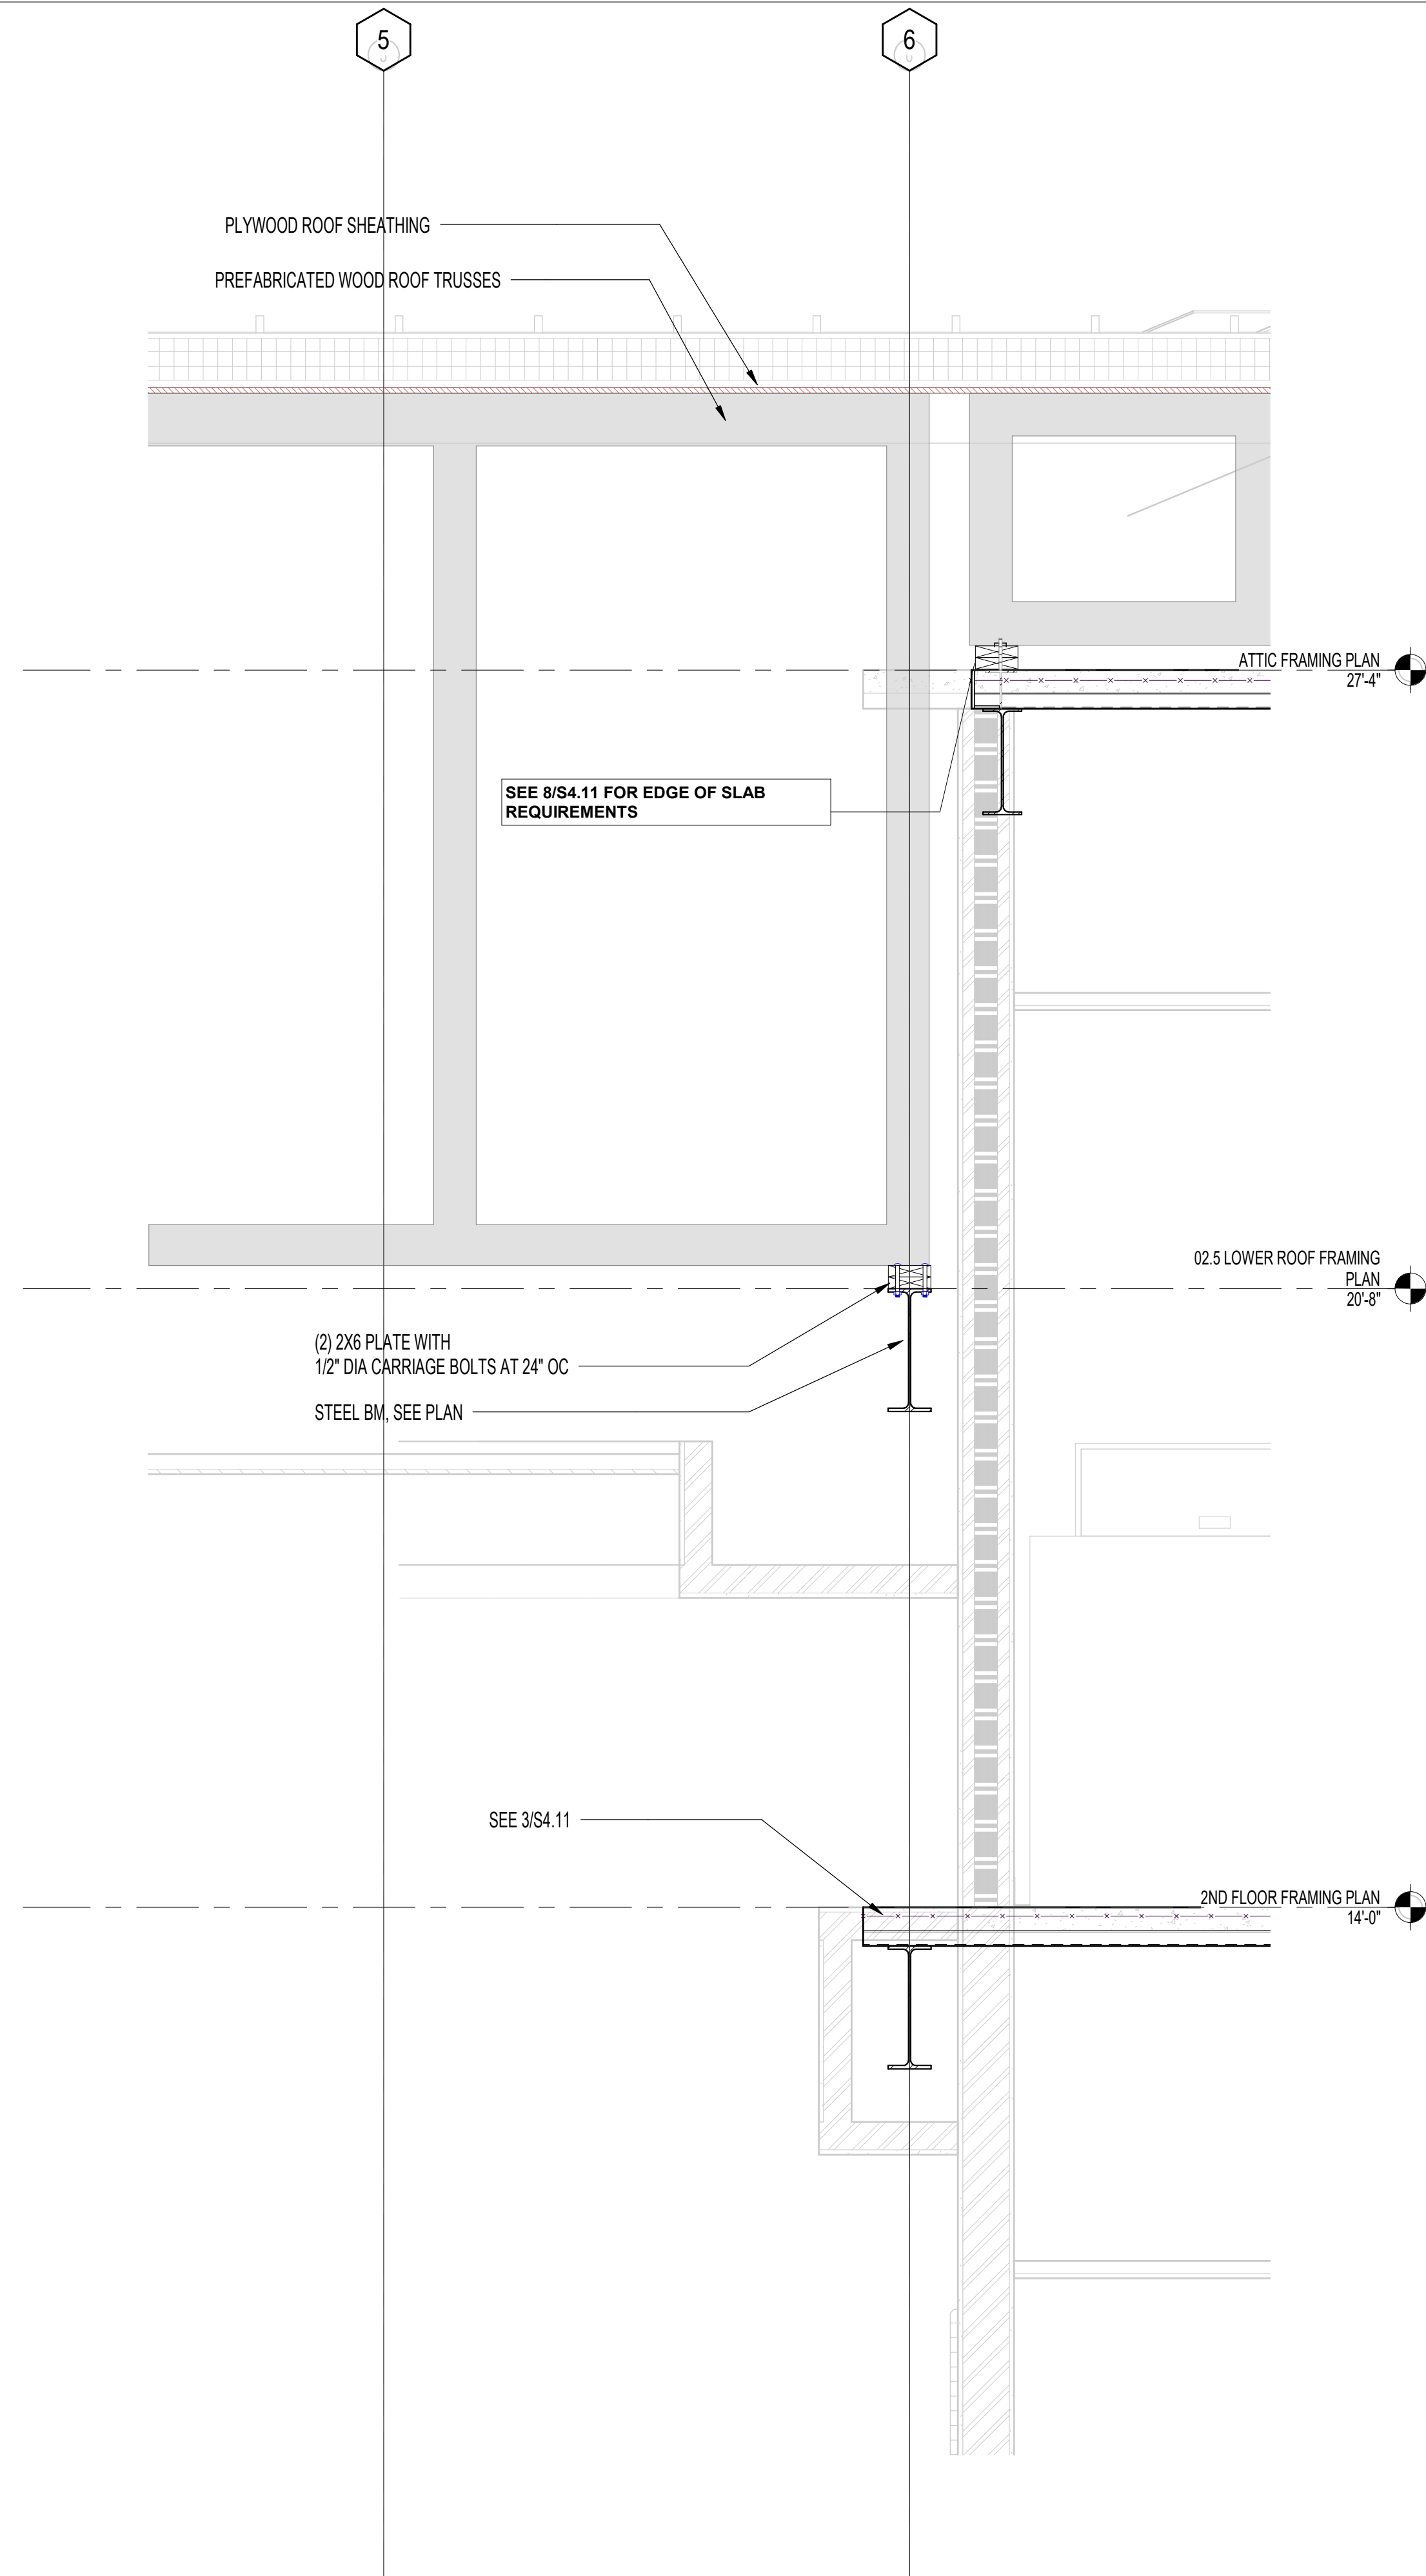 5
6
PLYWOOD ROOF SHEATHING
PREFABRICATED WOOD ROOF TRUSSES
ATTIC FRAMING PLAN
27'-4"
SEE 8/S4.11 FOR EDGE OF SLAB
REQUIREMENTS
02.5 LOWER ROOF FRAMING
PLAN
20'-8"
(2) 2X6 PLATE WITH
1/2" DIA CARRIAGE BOLTS AT 24" OC
STEEL BM, SEE PLAN
SEE 3/S4.11
2ND FLOOR FRAMING PLAN
14'-0"